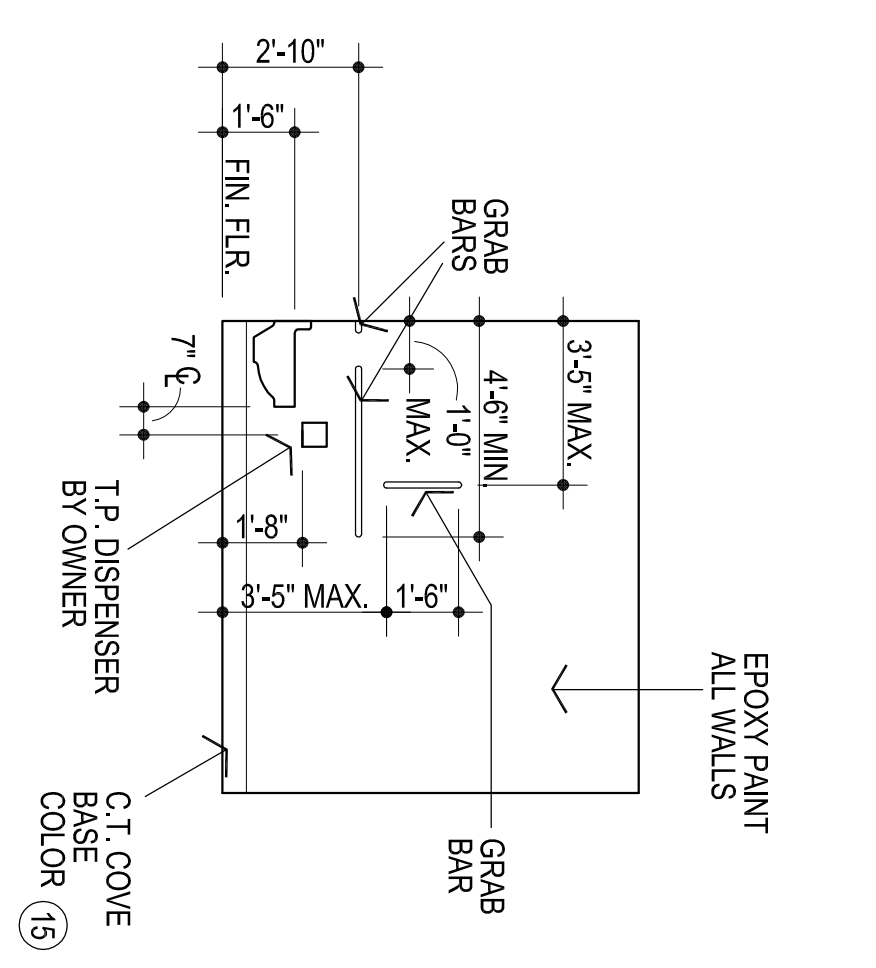 2'-10"
1'-6"
FIN. FLR.
GRAB
BARS
7" CL
1'-0"
MAX.
4'-6" MIN.
3'-5" MAX.
T.P. DISPENSER
BY OWNER
1'-8"
3'-5" MAX.
1'-6"
EPOXY PAINT
ALL WALLS
C.T. COVE
BASE
COLOR
15
GRAB
BAR